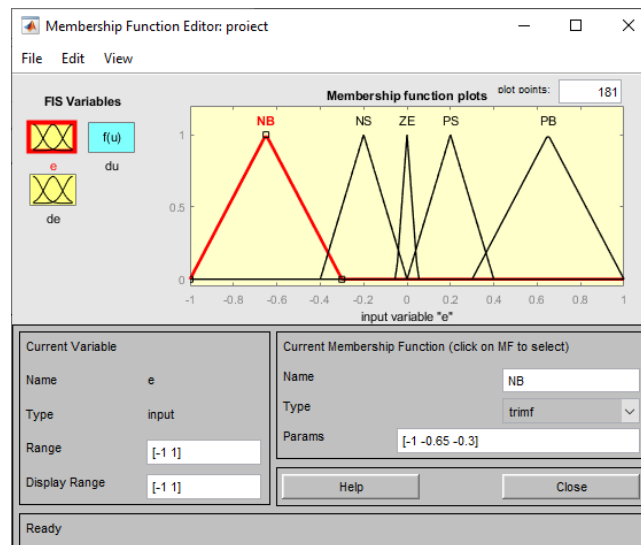 Membership Function Editor: proiect
File Edit View
FIS Variables
e
f(u)
du
de
Membership function plots
plot points:
181
NB
NS
ZE
PS
PB
1
0.5
0
-1 -0.8 -0.6 -0.4 -0.2 0 0.2 0.4 0.6 0.8 1
input variable "e"
Current Variable
Name e
Type input
Range [-1 1]
Display Range [-1 1]
Current Membership Function (click on MF to select)
Name NB
Type trimf
Params [-1 -0.65 -0.3]
Help
Close
Ready